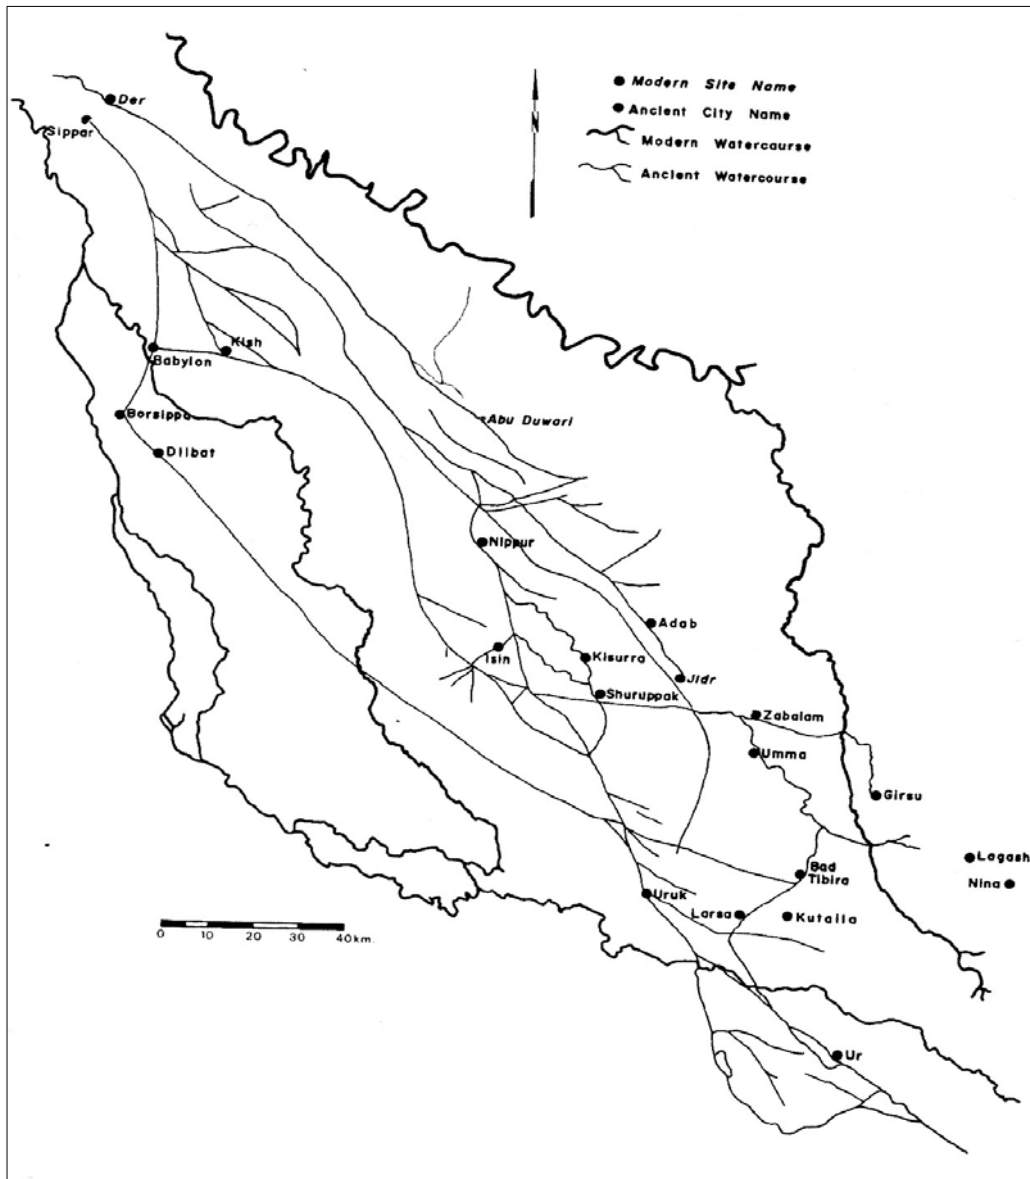 Modern Site Name
Ancient City Name
Modern Watercourse
Ancient Watercourse
N
Der
Sippar
Kish
Babylon
Borsippa
Dilbat
Abu Duwari
Nippur
Adab
Isin
Kisurra
Jidr
Shuruppak
Zabalam
Umma
Girsu
Lagash
Bad
Tibira
Nina
Uruk
Larsa
Kutalla
0 10 20 30 40km.
Ur